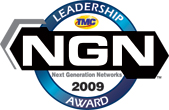 LEADERSHIP
TMC
NGN
Next Generation Networks
2009
AWARD